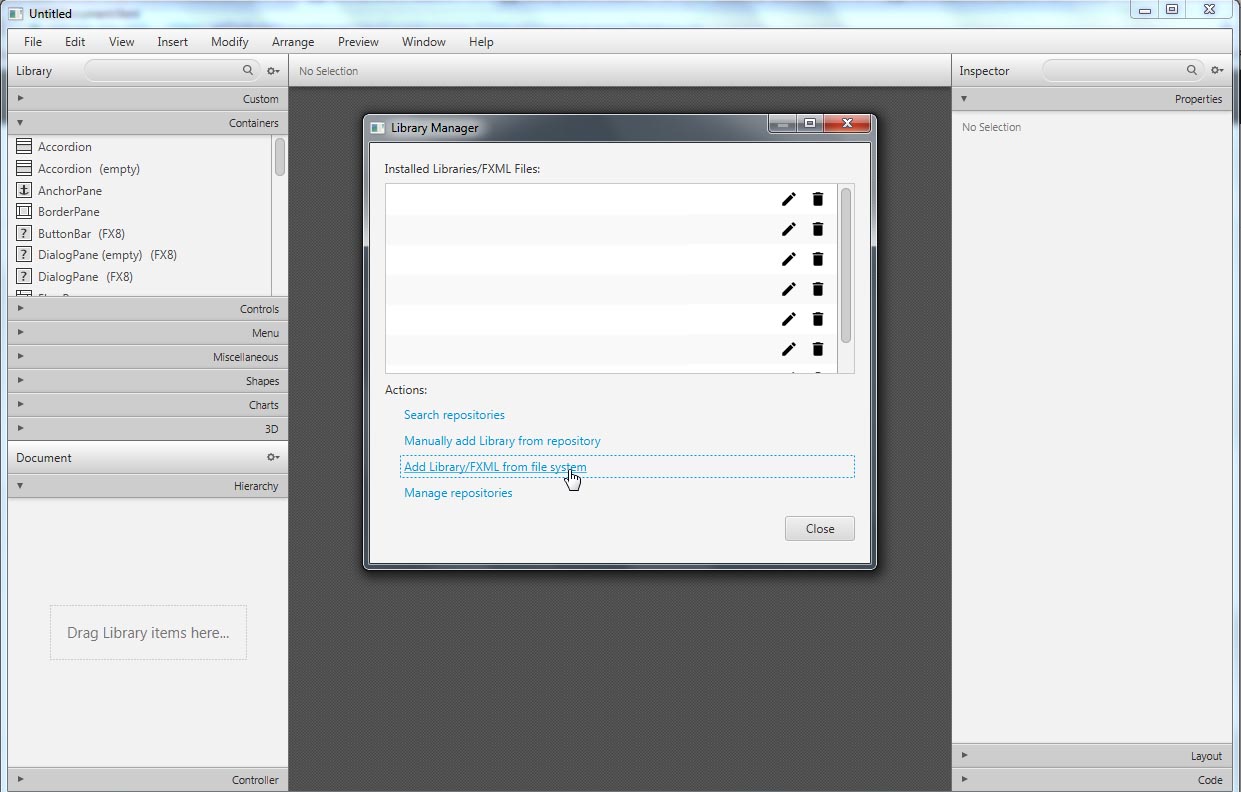 Untitled
File Edit View Insert Modify Arrange Preview Window Help
Library
No Selection
Inspector
Custom
Containers
Accordion
Accordion (empty)
AnchorPane
BorderPane
? ButtonBar (FX8)
? DialogPane (empty) (FX8)
? DialogPane (FX8)
Controls
Menu
Miscellaneous
Shapes
Charts
3D
Document
Hierarchy
Drag Library items here...
Controller
Library Manager
Installed Libraries/FXML Files:
Actions:
Search repositories
Manually add Library from repository
Add Library/FXML from file system
Manage repositories
Close
Properties
No Selection
Layout
Code